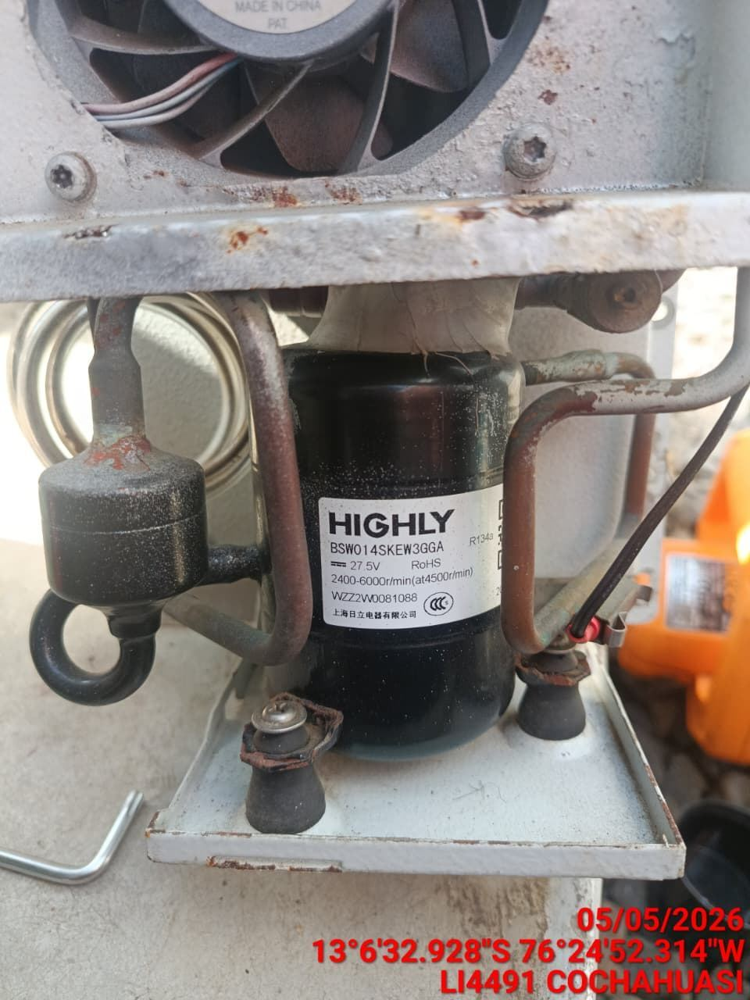 MADE IN CHINA
PAT.
HIGHLY
BSW014SKEW3GGA
R134a
27.5V RoHS
2400-6000r/min(at4500r/min)
WZZ2W0081088
CCC S
上海日立电器有限公司
05/05/2026
13°6'32.928"S 76°24'52.314"W
LI4491 COCHAHUASI